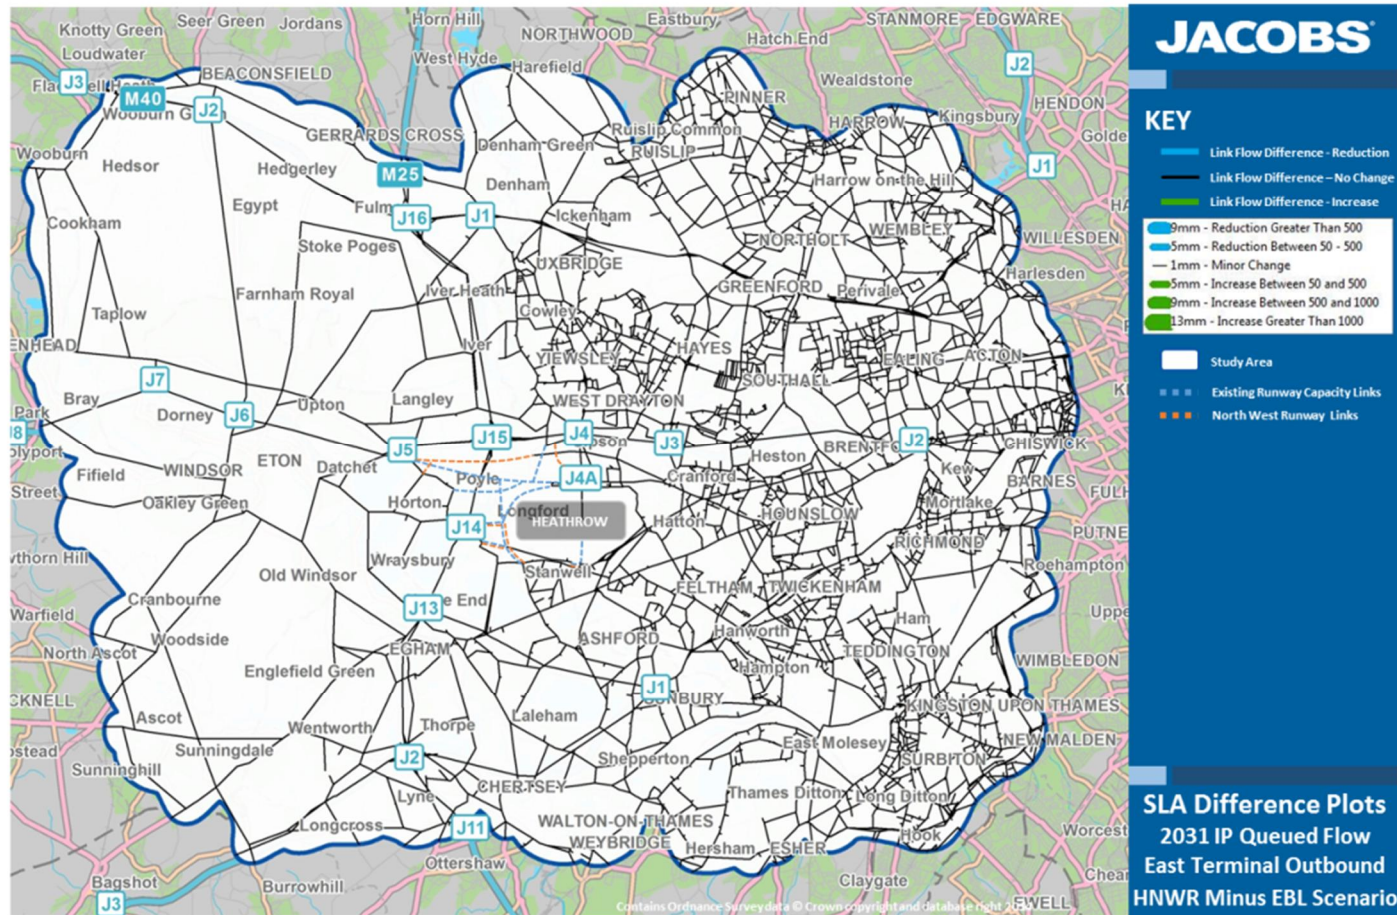 Knotty Green
Seer Green
Jordans
Horn Hill
NORTHWOOD
Eastbury
Hatch End
STANMORE
EDGWARE
Loudwater
West Hyde
Harefield
J3
BEACONSFIELD
Wealdstone
J2
M40
J2
PINNER
HENDON
Kingsbury
HARROW
GERRARDS CROSS
Ruislip Common
RUISLIP
Denham Green
Wooburn
Hedsor
Hedgerley
M25
Denham
Harrow on the Hill
J1
Egypt
J16
J1
Ickenham
Cookham
Stoke Poges
NORTHOLT
WEMBLEY
WILLESDEN
UXBRIDGE
Harlesden
Farnham Royal
Iver Heath
GREENFORD
Perivale
Taplow
Cowley
Iver
YIEWSLEY
HAYES
EALING
ACTON
J7
SOUTHALL
Bray
Dorney
J6
Upton
Langley
WEST DRAYTON
Park
J5
J15
J4
J3
J2
CHISWICK
Fifield
WINDSOR
ETON
Datchet
Poyle
J4A
Cranford
Heston
Kew
BARNES
Street
Oakley Green
Horton
Longford
HEATHROW
Hatton
HOUNSLOW
Mortlake
J14
RICHMOND
Roehampton
Wraysbury
Old Windsor
Stanwell
FELTHAM
TWICKENHAM
Cranbourne
J13
Warfield
Woodside
EGHAM
ASHFORD
Hanworth
Ham
North Ascot
Englefield Green
Hampton
TEDDINGTON
WIMBLEDON
J1
KINGSTON UPON THAMES
Ascot
Wentworth
Thorpe
Laleham
Sunningdale
East Molesey
NEW MALDEN
Sunninghill
J2
Shepperton
SURBITON
CHERTSEY
Lyne
Thames Ditton
Long Ditton
Longcross
J11
WALTON-ON-THAMES
Hook
WEYBRIDGE
Hersham
ESHER
Ottershaw
Bagshot
Burrowhill
Claygate
J3
JACOBS®
KEY
Link Flow Difference - Reduction
Link Flow Difference – No Change
Link Flow Difference - Increase
9mm - Reduction Greater Than 500
5mm - Reduction Between 50 - 500
1mm - Minor Change
5mm - Increase Between 50 and 500
9mm - Increase Between 500 and 1000
13mm - Increase Greater Than 1000
Study Area
Existing Runway Capacity Links
North West Runway Links
SLA Difference Plots
2031 IP Queued Flow
East Terminal Outbound
HNWR Minus EBL Scenario
Contains Ordnance Survey data © Crown copyright and database right